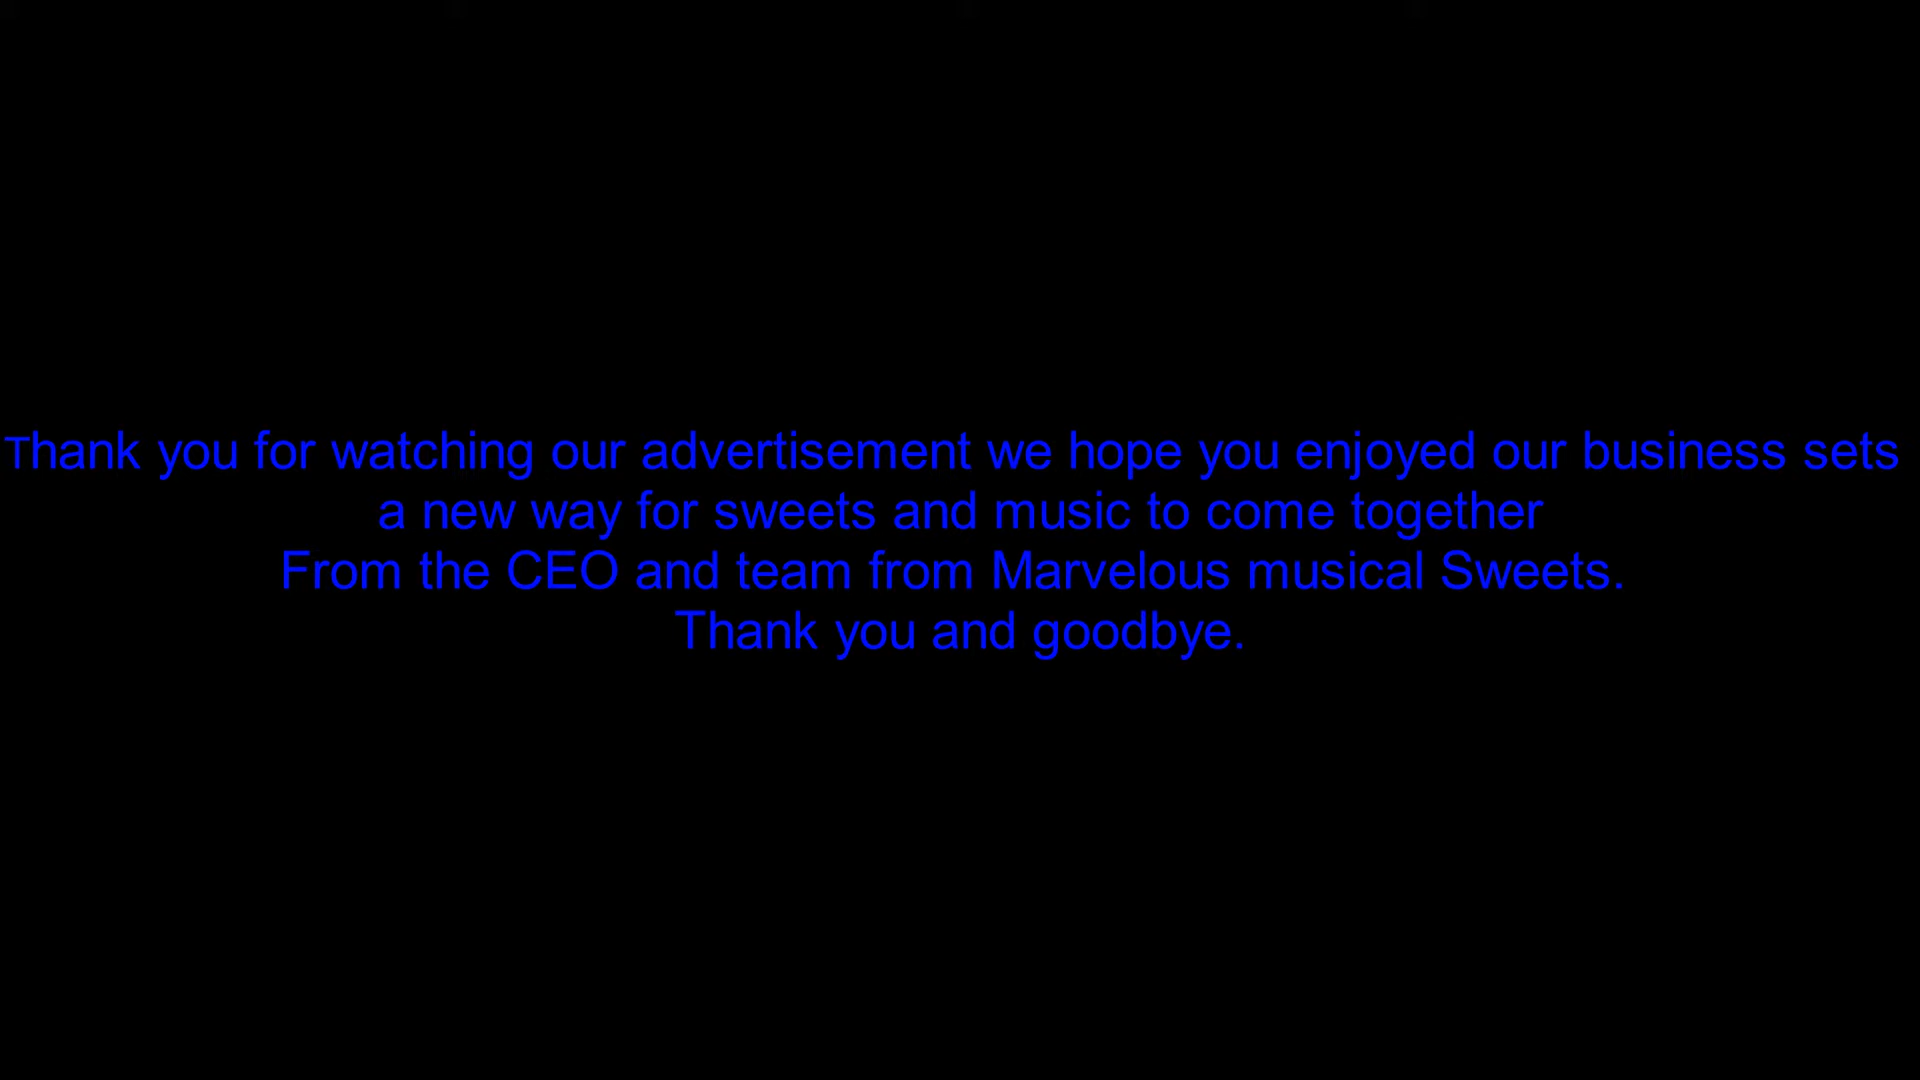 Thank you for watching our advertisement we hope you enjoyed our business sets
a new way for sweets and music to come together
From the CEO and team from Marvelous musical Sweets.
Thank you and goodbye.